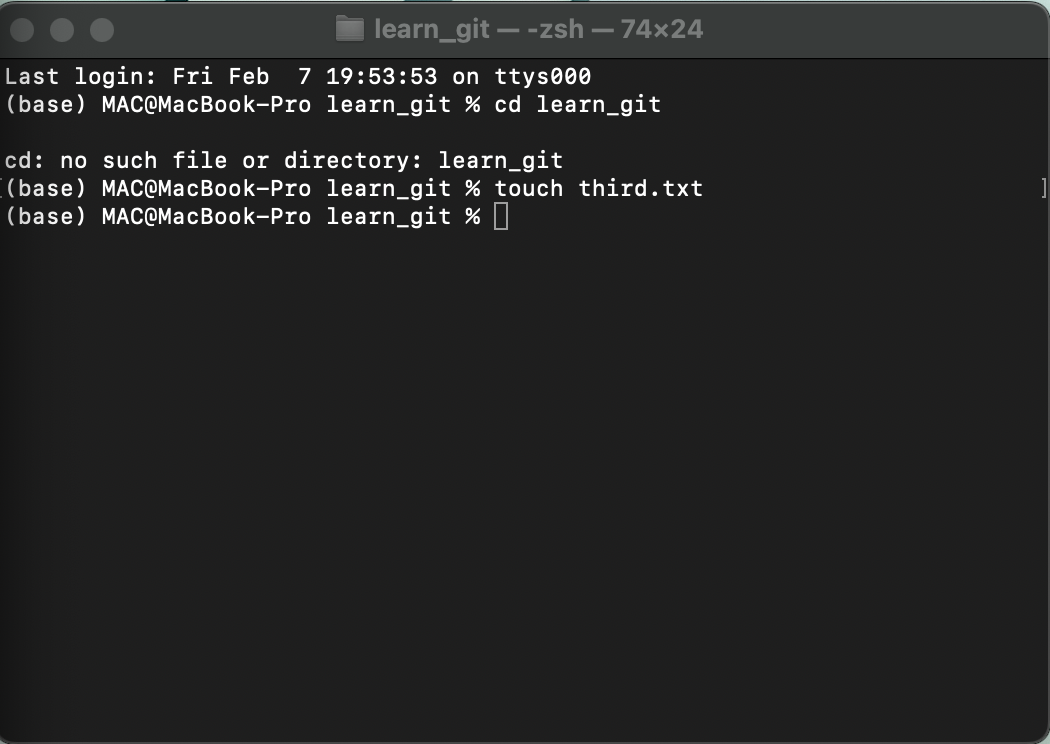 learn_git — -zsh — 74×24
Last login: Fri Feb  7 19:53:53 on ttys000
(base) MAC@MacBook-Pro learn_git % cd learn_git
cd: no such file or directory: learn_git
[(base) MAC@MacBook-Pro learn_git % touch third.txt ]
(base) MAC@MacBook-Pro learn_git %